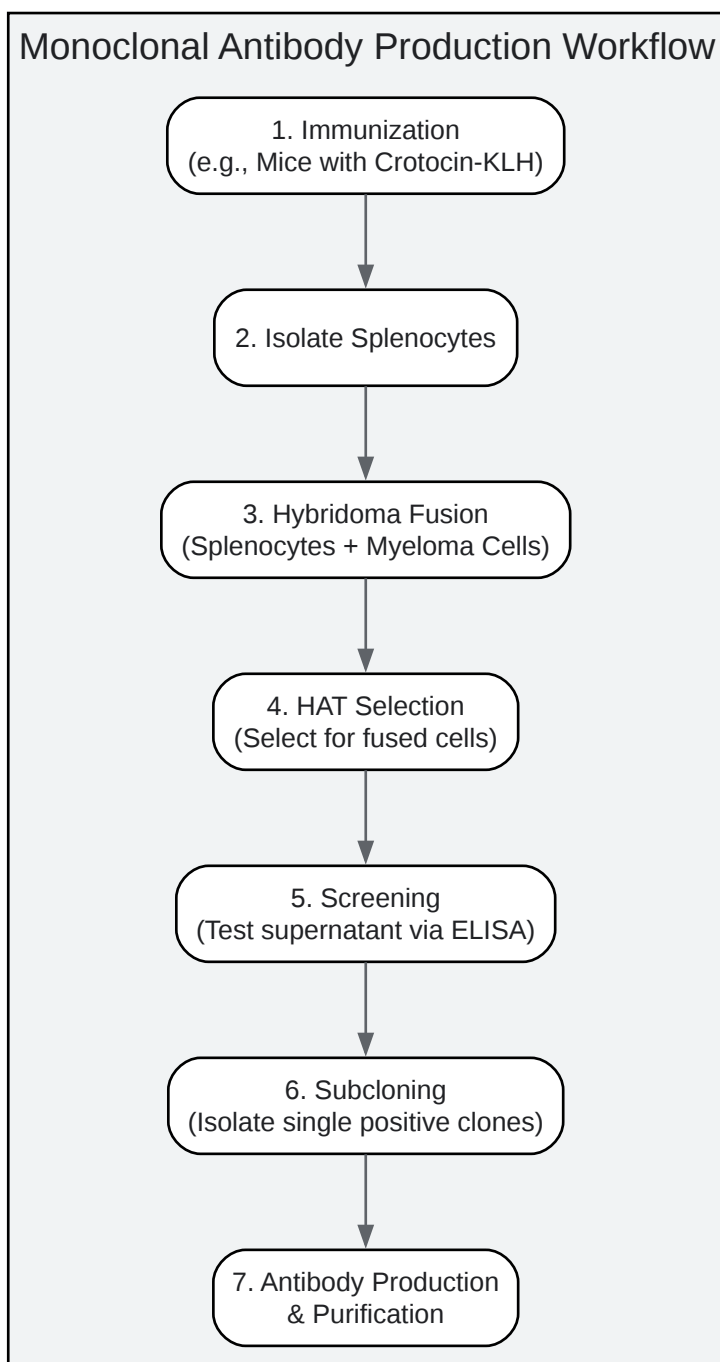 Monoclonal Antibody Production Workflow
1. Immunization
(e.g., Mice with Crotocin-KLH)
2. Isolate Splenocytes
3. Hybridoma Fusion
(Splenocytes + Myeloma Cells)
4. HAT Selection
(Select for fused cells)
5. Screening
(Test supernatant via ELISA)
6. Subcloning
(Isolate single positive clones)
7. Antibody Production
& Purification